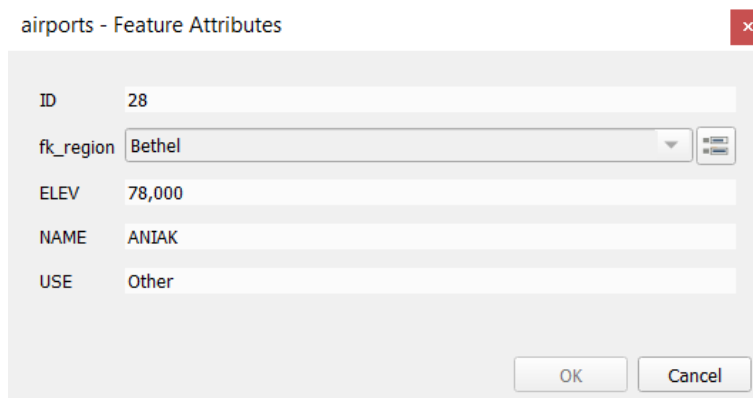 airports - Feature Attributes
ID 28
fk_region Bethel
ELEV 78,000
NAME ANIAK
USE Other
OK Cancel